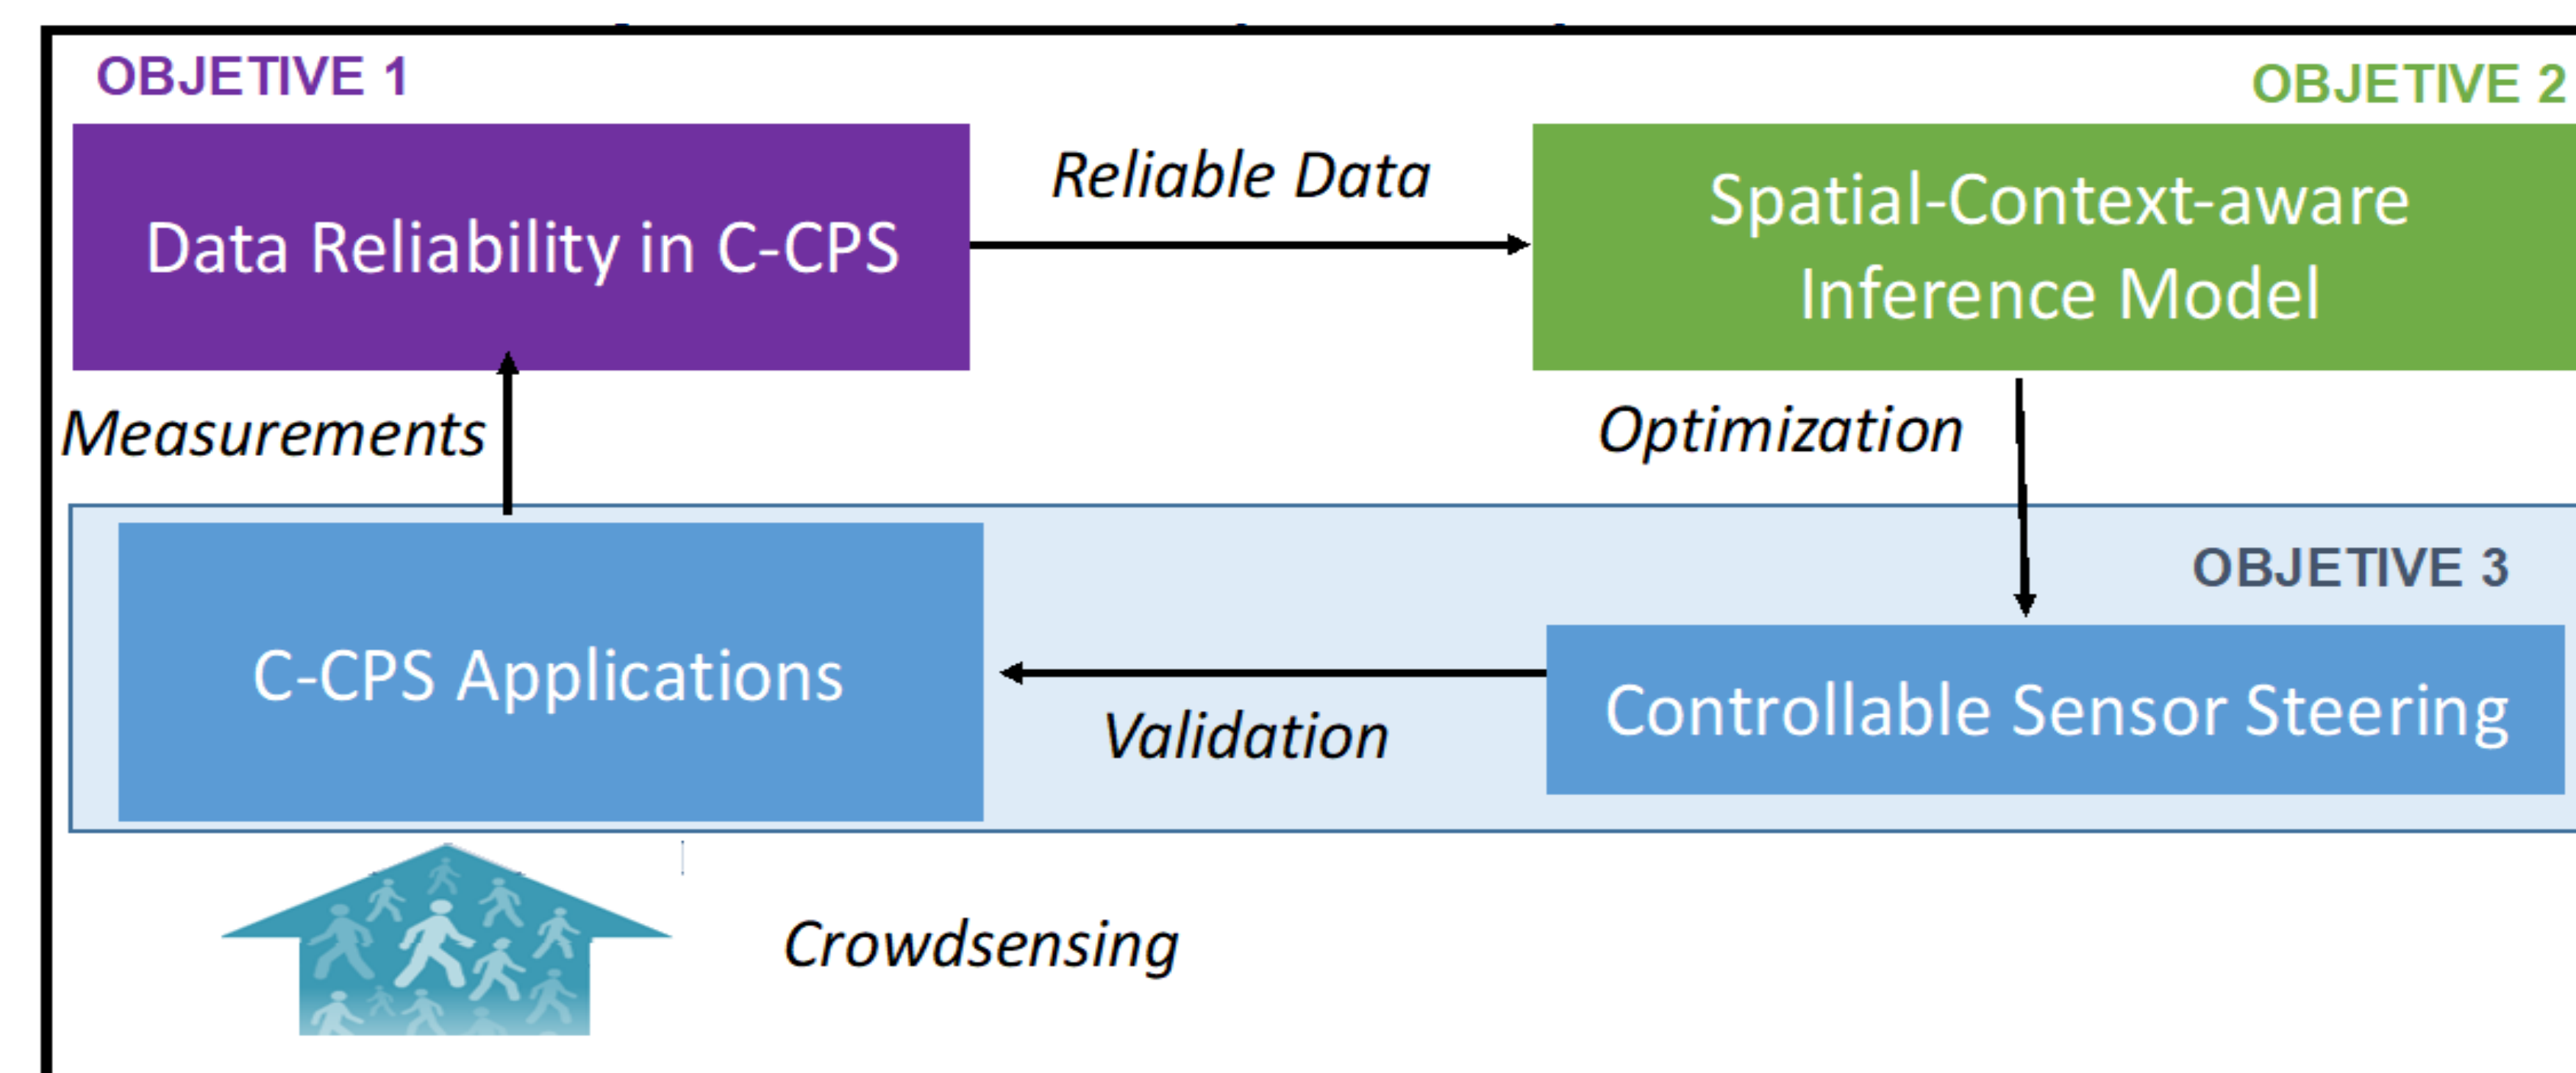 OBJETIVE 1
OBJETIVE 2
Data Reliability in C-CPS
Reliable Data
Spatial-Context-aware
Inference Model
Measurements
Optimization
OBJETIVE 3
C-CPS Applications
Validation
Controllable Sensor Steering
Crowdsensing